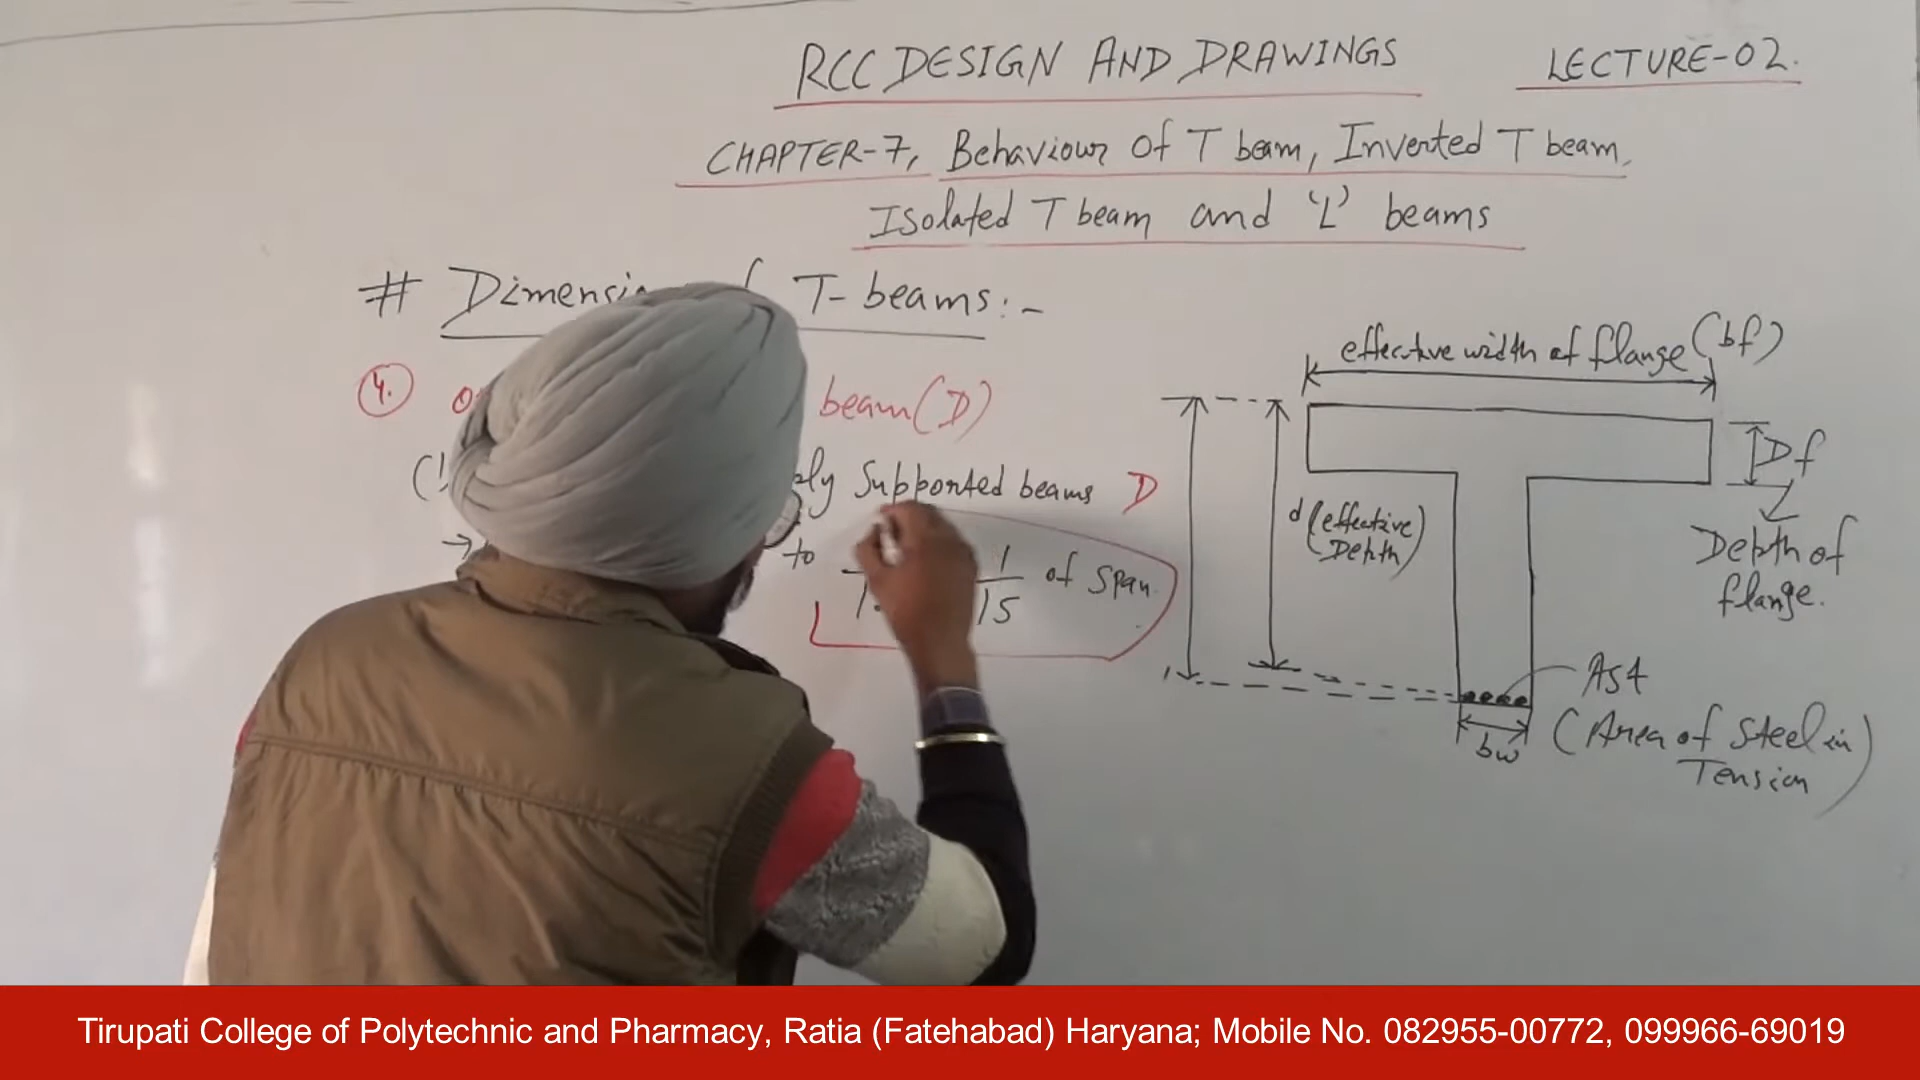 RCC DESIGN AND DRAWINGS
LECTURE-02.
CHAPTER-7, Behaviour Of T beam, Inverted T beam,
Isolated T beam and 'L' beams
# T-beams:-
4. beam(D)
Supported beams
→ to 1/15 of Span.
effective width of flange (bf)
D
d (effective Depth)
Df
Depth of
flange.
Ast
(Area of Steel in
Tension)
bw
Tirupati College of Polytechnic and Pharmacy, Ratia (Fatehabad) Haryana; Mobile No. 082955-00772, 099966-69019